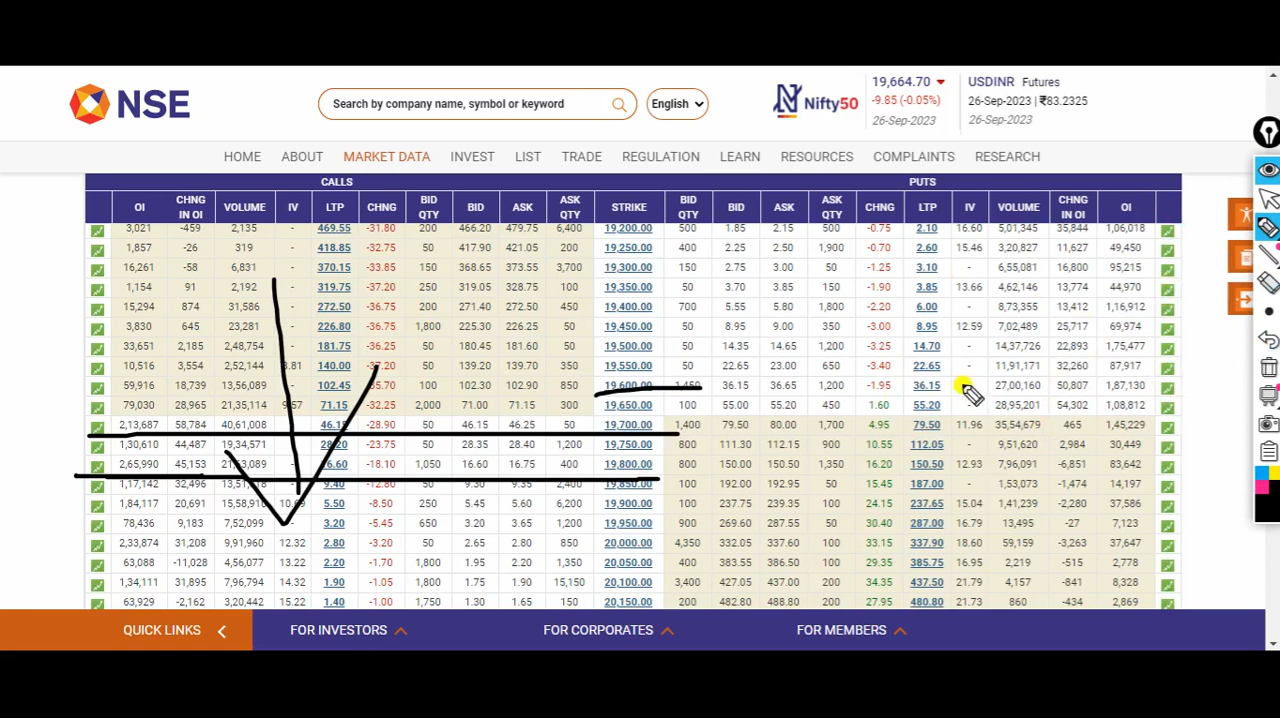 NSE
Search by company name, symbol or keyword
English
Nifty50
19,664.70
-9.85 (-0.05%)
26-Sep-2023
USDINR Futures
26-Sep-2023 | ₹83.2325
26-Sep-2023
HOME ABOUT MARKET DATA INVEST LIST TRADE REGULATION LEARN RESOURCES COMPLAINTS RESEARCH
CALLS PUTS
OI CHNG IN OI VOLUME IV LTP CHNG BID QTY BID ASK ASK QTY STRIKE BID QTY BID ASK ASK QTY CHNG LTP IV VOLUME CHNG IN OI OI
3,021 -459 2,135 - 469.55 -31.80 200 466.20 479.75 6,400 19,200.00 500 1.85 2.15 500 -0.75 2.10 16.60 5,01,345 35,844 1,06,018
1,857 -26 319 - 418.85 -32.75 50 417.90 421.05 200 19,250.00 400 2.25 2.50 1,900 -0.70 2.60 15.46 3,20,827 11,627 49,450
16,261 -58 6,831 - 370.15 -33.85 150 368.65 373.55 3,700 19,300.00 150 2.75 3.00 50 -1.25 3.10 - 6,55,081 16,800 95,215
1,154 91 2,192 - 319.75 -37.20 50 319.05 328.75 100 19,350.00 50 3.70 3.85 150 -1.90 3.85 13.66 4,62,146 13,774 44,970
15,294 874 31,586 - 272.50 -36.75 200 271.40 272.50 450 19,400.00 700 5.55 5.80 1,800 -2.20 6.00 - 8,73,355 13,412 1,16,912
3,830 645 23,281 - 226.80 -36.75 1,800 225.30 226.25 50 19,450.00 50 8.95 9.00 350 -3.00 8.95 12.59 7,02,489 25,717 69,974
33,651 2,185 2,48,754 - 181.75 -36.25 50 180.45 181.60 50 19,500.00 50 14.35 14.65 1,200 -3.25 14.70 - 14,37,726 22,891 1,75,477
10,516 3,554 2,52,144 140.00 50 139.20 139.70 350 19,550.00 50 22.65 23.00 650 -3.40 22.65 - 11,91,171 32,260 87,917
59,916 18,739 13,56,089 102.45 100 102.30 102.90 850 19,600.00 1,450 36.15 36.65 1,200 -1.95 36.15 27,00,160 50,807 1,87,130
79,030 28,965 21,35,114 71.15 -32.25 2,000 71.15 300 19,650.00 100 55.00 55.20 450 1.60 55.20 - 28,95,201 54,302 1,08,812
2,13,687 58,784 40,61,008 46.15 -28.90 50 46.15 46.25 50 19,700.00 1,400 79.50 80.00 1,700 4.95 79.50 11.96 35,54,679 465 1,45,229
1,30,610 44,487 19,34,571 28.20 -23.75 50 28.35 28.40 1,200 19,750.00 800 111.30 112.15 900 10.55 112.05 - 9,51,620 2,984 30,449
2,65,990 45,153 16.60 -18.10 1,050 16.60 16.75 400 19,800.00 800 150.00 150.50 1,350 16.20 150.50 12.93 7,96,091 -6,851 83,642
1,17,142 32,496 9.40 -12.80 50 9.30 9.35 2,400 19,850.00 100 192.00 192.95 50 15.45 187.00 - 1,53,073 -1,474 14,197
1,84,117 20,691 15,58,910 5.50 -8.50 250 5.45 5.60 6,200 19,900.00 100 237.75 239.35 100 24.15 237.65 15.04 1,41,239 -2,280 37,586
78,436 9,183 7,52,099 - 3.20 -5.45 650 3.20 3.65 1,200 19,950.00 900 269.60 287.55 50 30.40 287.00 16.79 13,495 -27 7,123
2,33,874 31,208 9,91,960 12.32 2.80 -3.20 50 2.65 2.80 850 20,000.00 4,350 332.05 337.60 100 33.15 337.90 18.60 59,159 -3,263 37,647
63,088 -11,028 4,56,077 13.22 2.20 -1.70 1,800 1.95 2.20 1,350 20,050.00 400 383.55 386.50 100 29.35 385.75 16.95 2,219 -515 2,778
1,34,111 31,895 7,96,794 14.32 1.90 -1.05 1,800 1.75 1.90 15,150 20,100.00 3,400 427.05 437.00 200 34.35 437.50 21.79 4,157 -841 8,328
63,929 -2,162 3,20,442 15.22 1.40 -1.00 1,750 1.30 1.65 150 20,150.00 200 482.80 488.80 200 27.95 480.80 21.73 860 -434 2,869
QUICK LINKS FOR INVESTORS FOR CORPORATES FOR MEMBERS